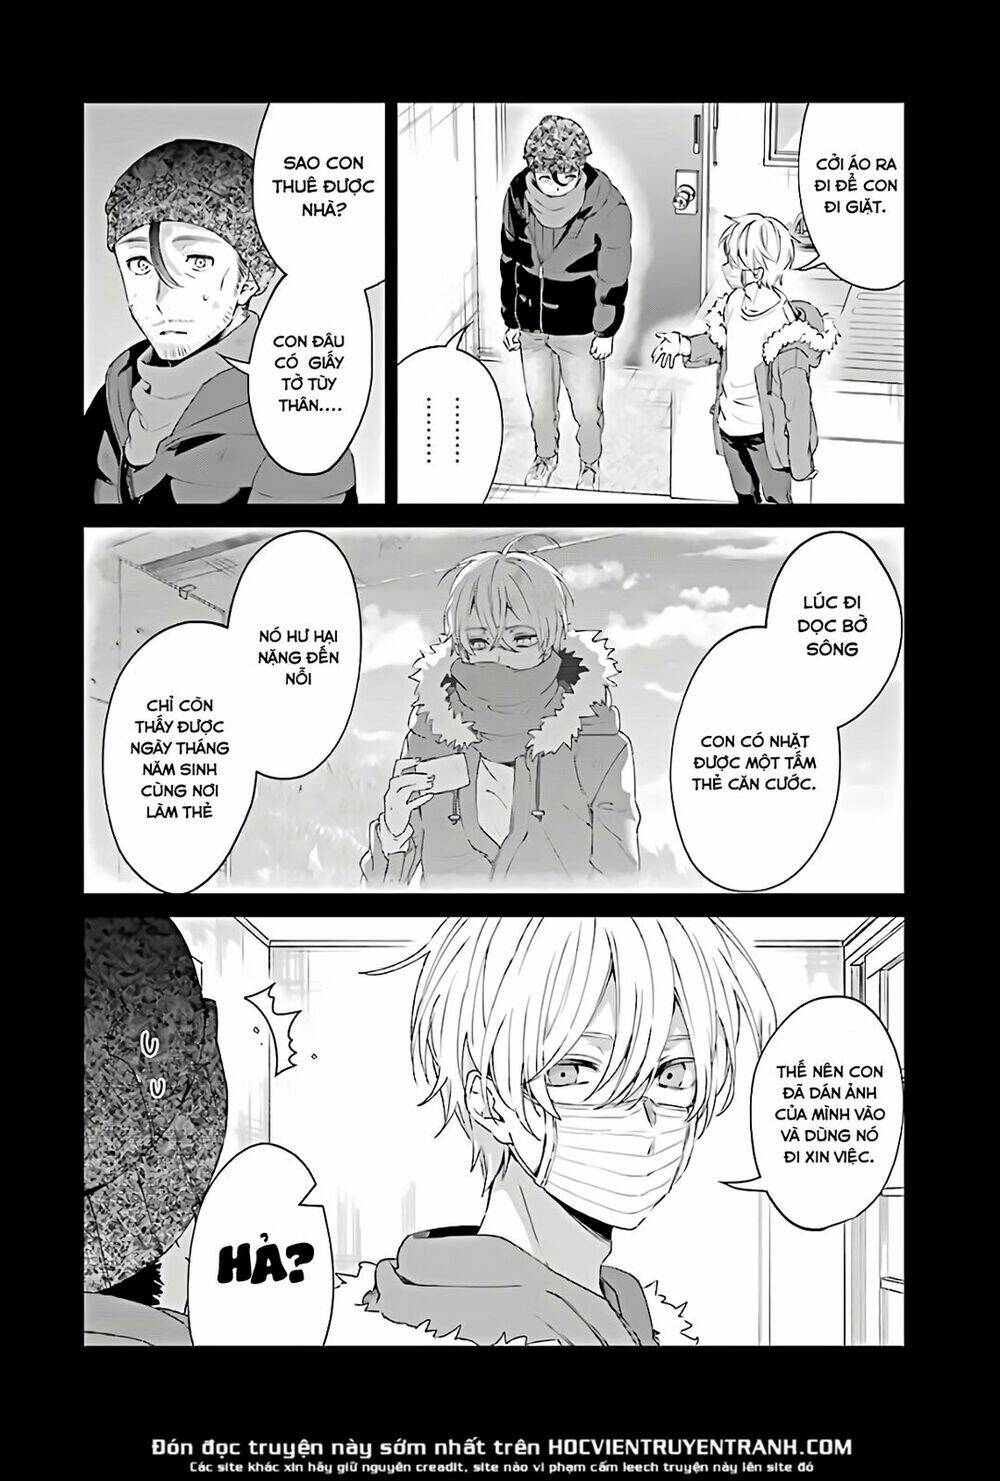 CỞI ÁO RA
ĐI ĐỂ CON
ĐI GIẶT.
........
........
SAO CON
THUÊ ĐƯỢC
NHÀ?
CON ĐÂU
CÓ GIẤY
TỜ TÙY
THÂN....
LÚC ĐI
DỌC BỜ
SÔNG
CON CÓ NHẶT
ĐƯỢC MỘT TẤM
THẺ CĂN CƯỚC.
NÓ HƯ HẠI
NẶNG ĐẾN
NỖI
CHỈ CÒN
THẤY ĐƯỢC
NGÀY THÁNG
NĂM SINH
CÙNG NƠI
LÀM THẺ
THẾ NÊN CON
ĐÃ DÁN ẢNH
CỦA MÌNH VÀO
VÀ DÙNG NÓ
ĐI XIN VIỆC.
HẢ?
Đón đọc truyện này sớm nhất trên HOCVIENTRUYENTRANH.COM
Các site khác xin hãy giữ nguyên creadit, site nào vi phạm cấm leech truyện này lên site đó